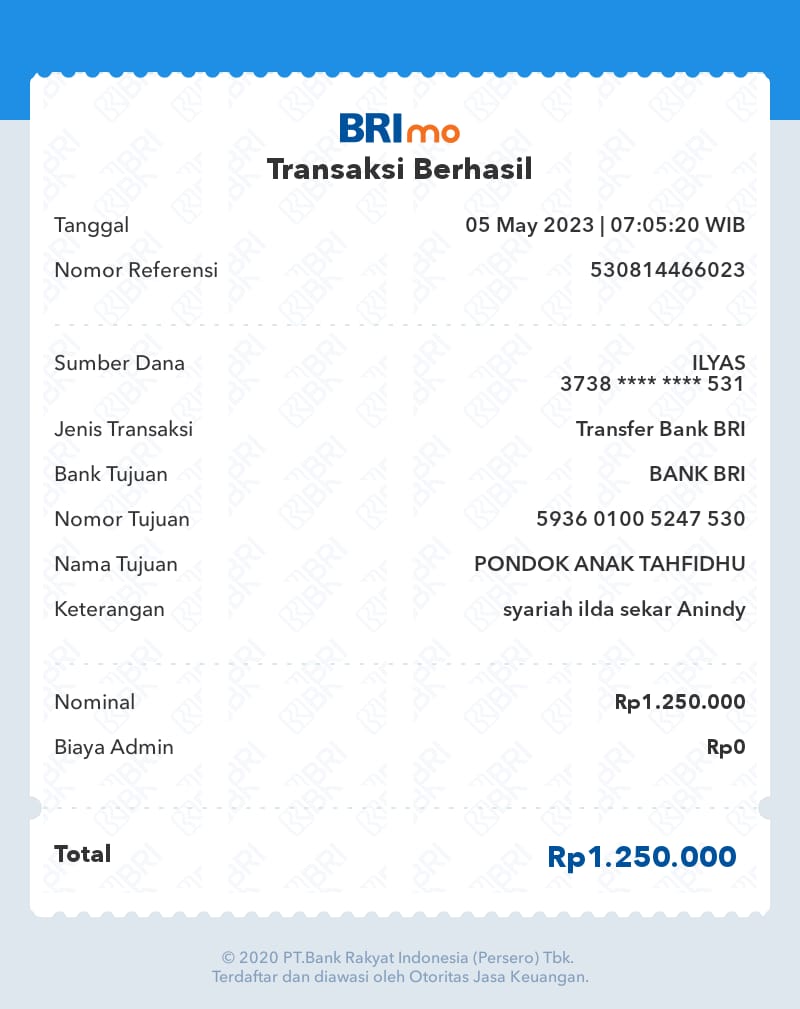 BRImo
Transaksi Berhasil
Tanggal 05 May 2023 | 07:05:20 WIB
Nomor Referensi 530814466023
Sumber Dana ILYAS
3738 **** **** 531
Jenis Transaksi Transfer Bank BRI
Bank Tujuan BANK BRI
Nomor Tujuan 5936 0100 5247 530
Nama Tujuan PONDOK ANAK TAHFIDHU
Keterangan syariah ilda sekar Anindy
Nominal Rp1.250.000
Biaya Admin Rp0
Total Rp1.250.000
© 2020 PT.Bank Rakyat Indonesia (Persero) Tbk.
Terdaftar dan diawasi oleh Otoritas Jasa Keuangan.